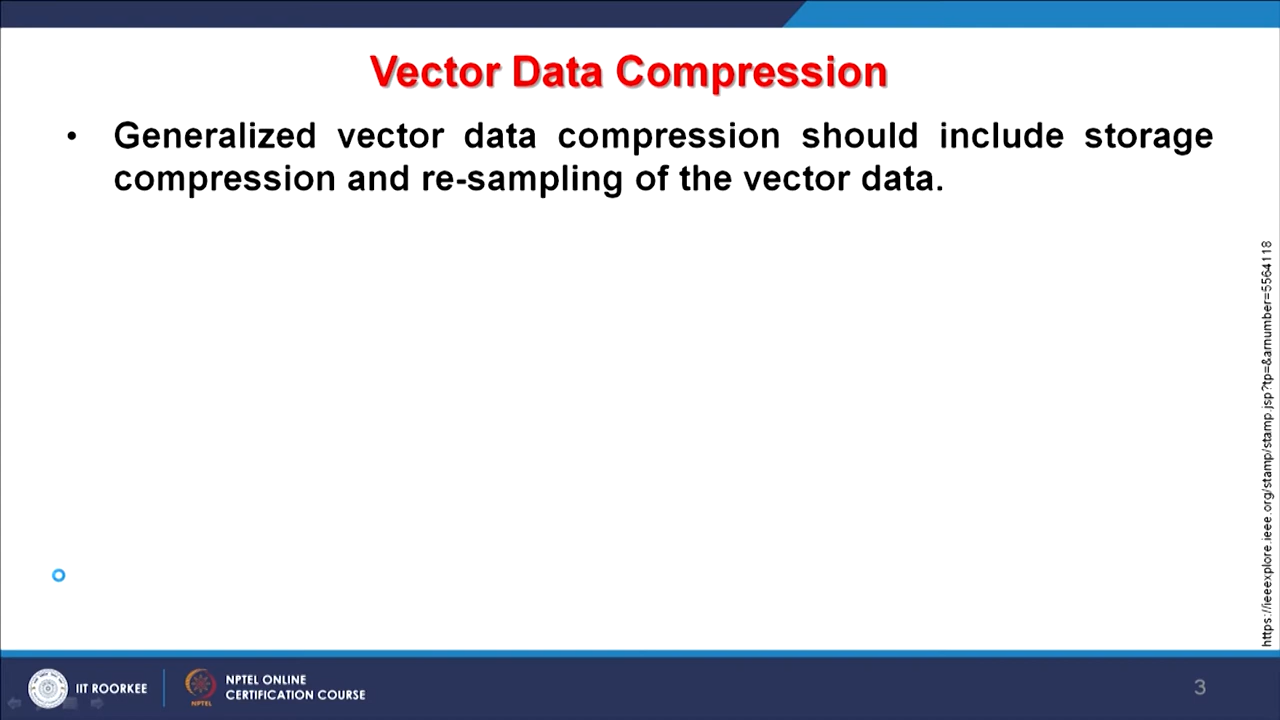 Vector Data Compression
• Generalized vector data compression should include storage
compression and re-sampling of the vector data.
https://ieeexplore.ieee.org/stamp/stamp.jsp?tp=&arnumber=5564118
IIT ROORKEE
NPTEL
NPTEL ONLINE
CERTIFICATION COURSE
3